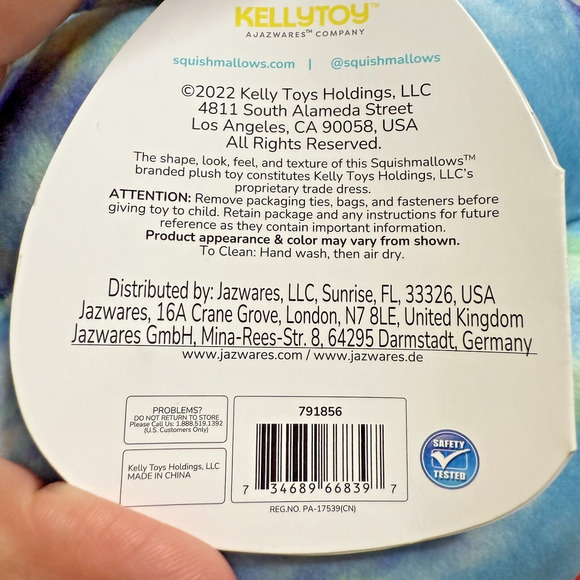 KELLYTOY™
A JAZWARES™ COMPANY
squishmallows.com | @squishmallows
©2022 Kelly Toys Holdings, LLC
4811 South Alameda Street
Los Angeles, CA 90058, USA
All Rights Reserved.
The shape, look, feel, and texture of this Squishmallows™
branded plush toy constitutes Kelly Toys Holdings, LLC's
proprietary trade dress.
ATTENTION: Remove packaging ties, bags, and fasteners before
giving toy to child. Retain package and any instructions for future
reference as they contain important information.
Product appearance & color may vary from shown.
To Clean: Hand wash, then air dry.
Distributed by: Jazwares, LLC, Sunrise, FL, 33326, USA
Jazwares, 16A Crane Grove, London, N7 8LE, United Kingdom
Jazwares GmbH, Mina-Rees-Str. 8, 64295 Darmstadt, Germany
www.jazwares.com / www.jazwares.de
PROBLEMS?
DO NOT RETURN TO STORE
Please Call Us: 1.888.519.1392
(U.S. Customers Only)
Kelly Toys Holdings, LLC
MADE IN CHINA
791856
7 34689 66839 7
REG.NO. PA-17539(CN)
SAFETY
TESTED